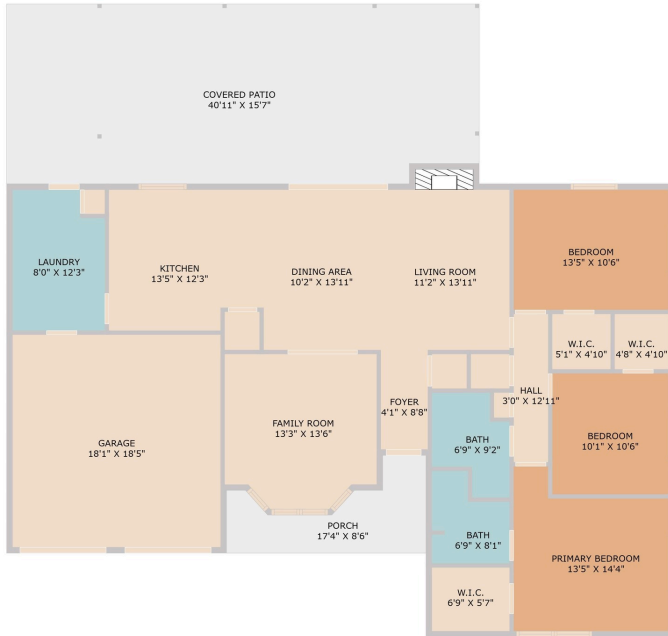 COVERED PATIO
40'11" X 15'7"
LAUNDRY
8'0" X 12'3"
KITCHEN
13'5" X 12'3"
DINING AREA
10'2" X 13'11"
LIVING ROOM
11'2" X 13'11"
BEDROOM
13'5" X 10'6"
W.I.C.
5'1" X 4'10"
W.I.C.
4'8" X 4'10"
HALL
3'0" X 12'11"
FOYER
4'1" X 8'8"
FAMILY ROOM
13'3" X 13'6"
GARAGE
18'1" X 18'5"
BATH
6'9" X 9'2"
BEDROOM
10'1" X 10'6"
PORCH
17'4" X 8'6"
BATH
6'9" X 8'1"
PRIMARY BEDROOM
13'5" X 14'4"
W.I.C.
6'9" X 5'7"